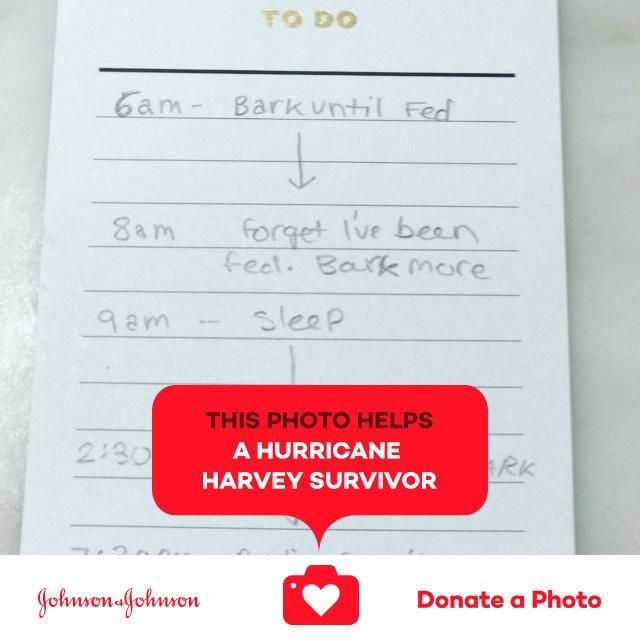 TO DO
6am - Bark until Fed
8am Forget I've been
fed. Bark more
9am - Sleep
2:30
ARK
THIS PHOTO HELPS
A HURRICANE
HARVEY SURVIVOR
Johnson & Johnson
Donate a Photo